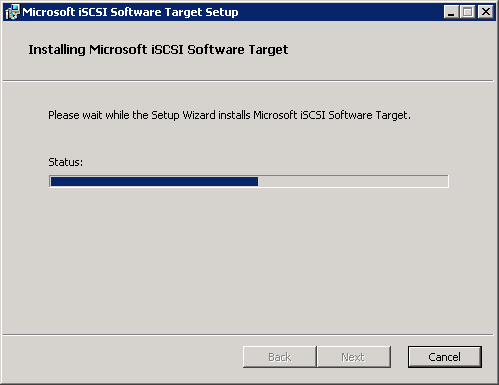 Microsoft iSCSI Software Target Setup
Installing Microsoft iSCSI Software Target
Please wait while the Setup Wizard installs Microsoft iSCSI Software Target.
Status:
Back Next Cancel